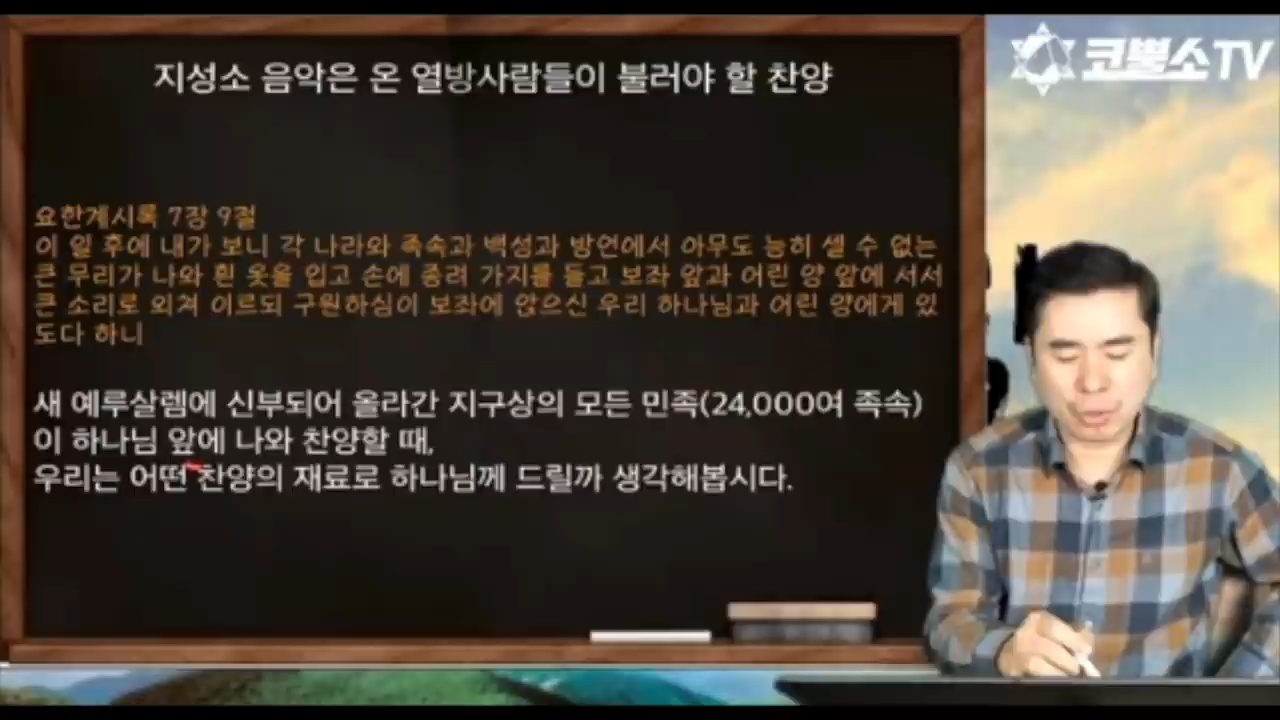 지성소 음악은 온 열방사람들이 불러야 할 찬양
코뿔소TV
요한계시록 7장 9절
이 일 후에 내가 보니 각 나라와 족속과 백성과 방언에서 아무도 능히 셀 수 없는
큰 무리가 나와 흰 옷을 입고 손에 종려 가지를 들고 보좌 앞과 어린 양 앞에 서서
큰 소리로 외쳐 이르되 구원하심이 보좌에 앉으신 우리 하나님과 어린 양에게 있
도다 하니
새 예루살렘에 신부되어 올라간 지구상의 모든 민족(24,000여 족속)
이 하나님 앞에 나와 찬양할 때,
우리는 어떤 찬양의 재료로 하나님께 드릴까 생각해봅시다.